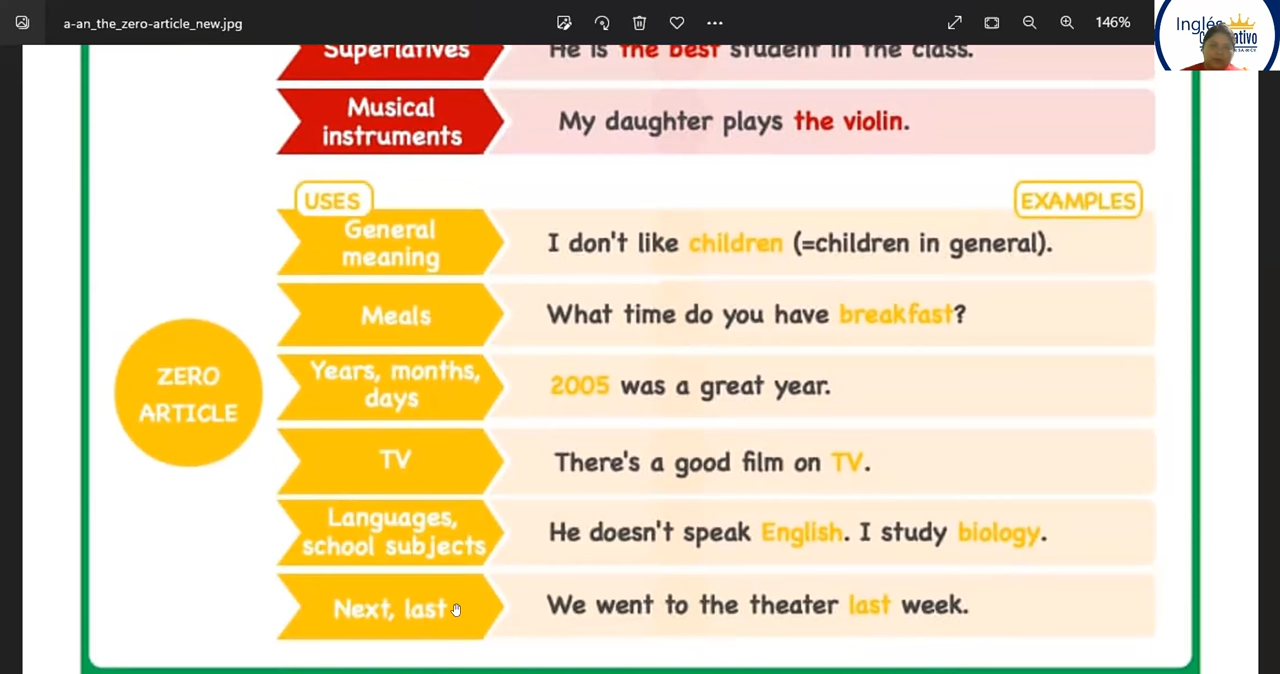 a-an_the_zero-article_new.jpg
146%
Inglés
Superlatives
He is the best student in the class.
Musical
instruments
My daughter plays the violin.
USES
EXAMPLES
General
meaning
I don't like children (=children in general).
Meals
What time do you have breakfast?
ZERO
ARTICLE
Years, months,
days
2005 was a great year.
TV
There's a good film on TV.
Languages,
school subjects
He doesn't speak English. I study biology.
Next, last
We went to the theater last week.